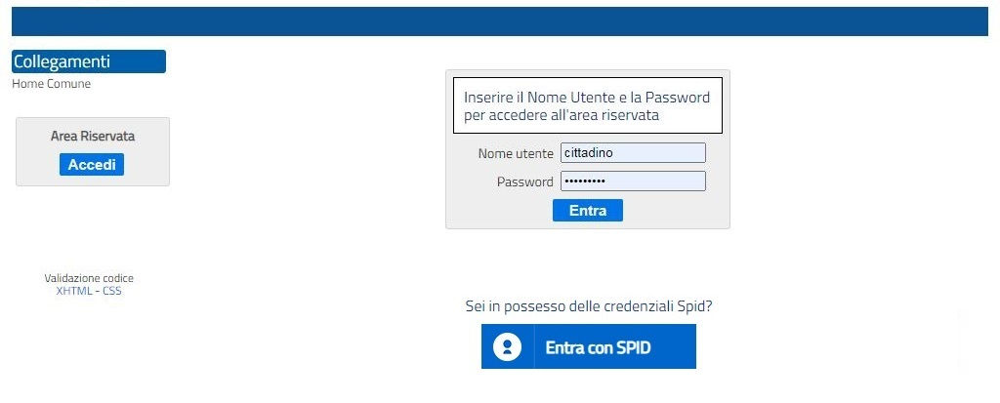 Collegamenti
Home Comune
Area Riservata
Accedi
Validazione codice
XHTML - CSS
Inserire il Nome Utente e la Password
per accedere all'area riservata
Nome utente cittadino
Password •••••••••
Entra
Sei in possesso delle credenziali Spid?
Entra con SPID